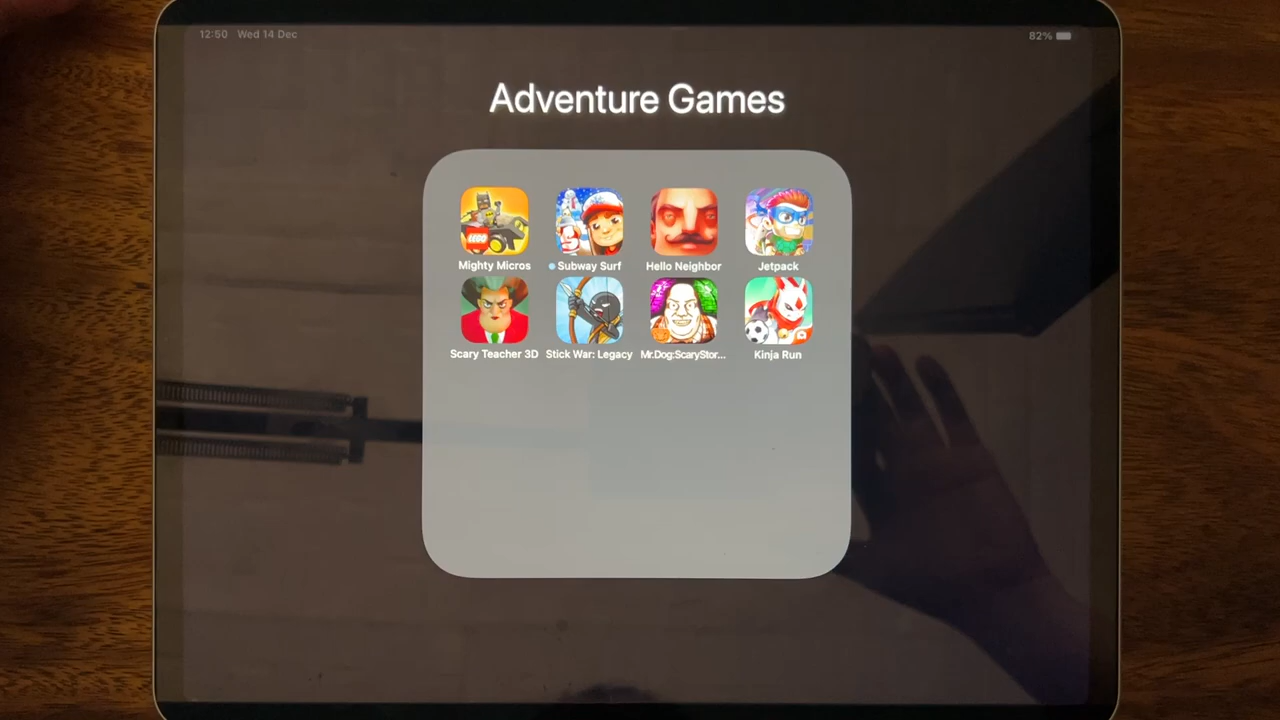 12:50 Wed 14 Dec
82%
Adventure Games
LEGO
Mighty Micros
Subway Surf
Hello Neighbor
Jetpack
Scary Teacher 3D
Stick War: Legacy
Mr.Dog:ScaryStor...
Kinja Run